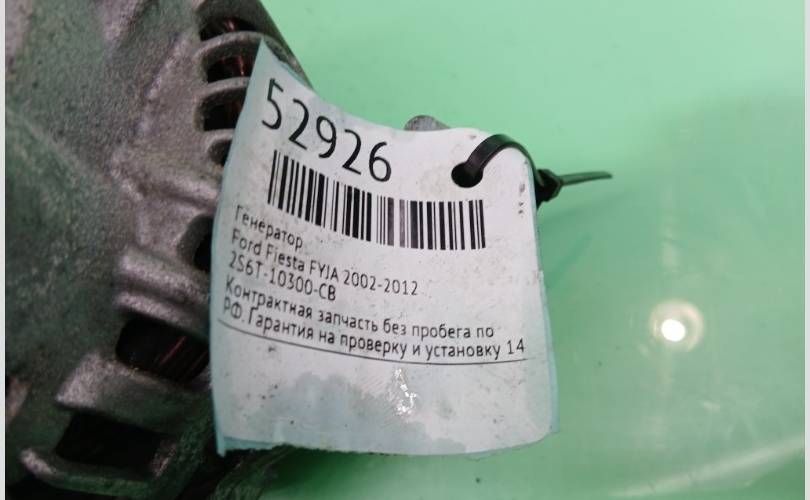 52926
Генератор
Ford Fiesta FYJA 2002-2012
2S6T-10300-CB
Контрактная запчасть без пробега по
РФ. Гарантия на проверку и установку 14